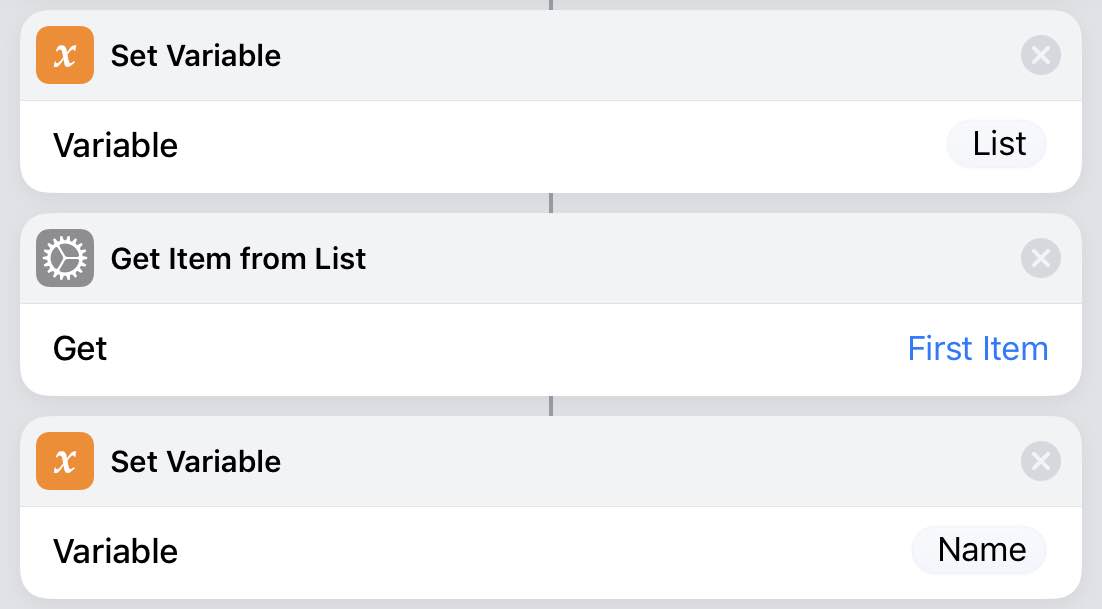 Set Variable
Variable List
Get Item from List
Get First Item
Set Variable
Variable Name